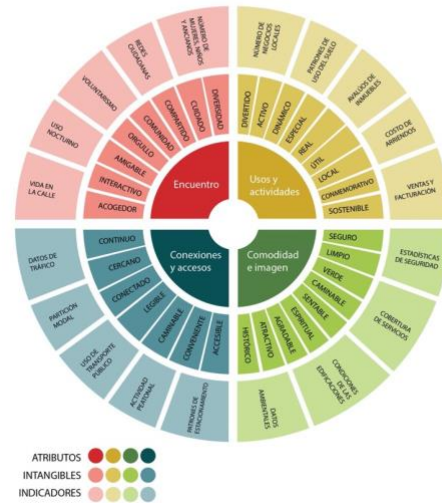 NÚMERO DE
MUJERES, NIÑOS
Y ANCIANOS
REDES
CIUDADANAS
VOLUNTARISMO
USO
NOCTURNO
VIDA EN
LA CALLE
DIVERSIDAD
CUIDADO
COMPARTIDO
COMUNIDAD
ORGULLO
AMIGABLE
INTERACTIVO
ACOGEDOR
Encuentro
NÚMERO DE
NEGOCIOS
LOCALES
PATRONES DE
USO DEL SUELO
AVALÚOS DE
INMUEBLES
COSTO DE
ARRIENDOS
VENTAS Y
FACTURACIÓN
DIVERTIDO
ACTIVO
DINÁMICO
ESPECIAL
REAL
ÚTIL
LOCAL
CONMEMORATIVO
SOSTENIBLE
Usos y
actividades
DATOS DE
TRÁFICO
PARTICIÓN
MODAL
USO DE
TRANSPORTE
PÚBLICO
ACTIVIDAD
PEATONAL
PATRONES DE
ESTACIONAMIENTO
CONTINUO
CERCANO
CONECTADO
LEGIBLE
CAMINABLE
CONVENIENTE
ACCESIBLE
Conexiones
y accesos
Comodidad
e imagen
SEGURO
LIMPIO
VERDE
CAMINABLE
SENTABLE
ESPIRITUAL
AGRADABLE
ATRACTIVO
HISTÓRICO
ESTADÍSTICAS
DE SEGURIDAD
COBERTURA
DE SERVICIOS
CONDICIONES
DE LAS
EDIFICACIONES
DATOS
AMBIENTALES
ATRIBUTOS
INTANGIBLES
INDICADORES